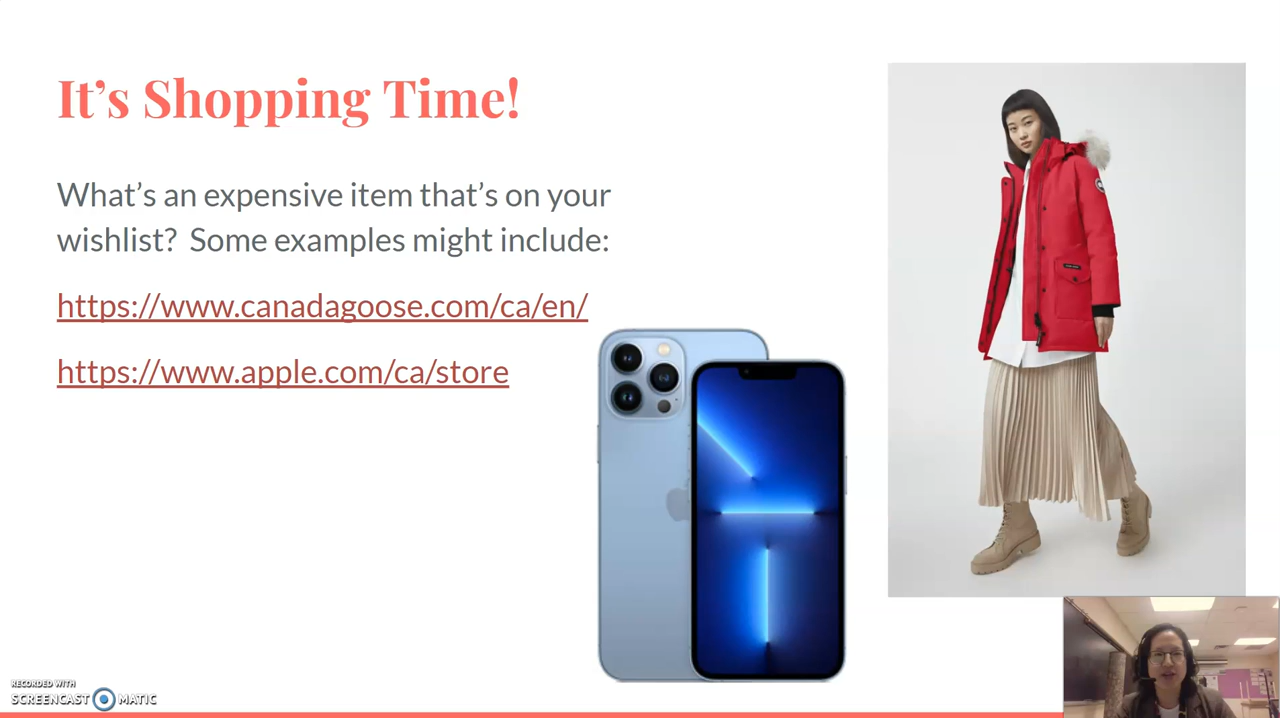 It's Shopping Time!
What's an expensive item that's on your
wishlist? Some examples might include:
https://www.canadagoose.com/ca/en/
https://www.apple.com/ca/store
RECORDED WITH
SCREENCAST MATIC